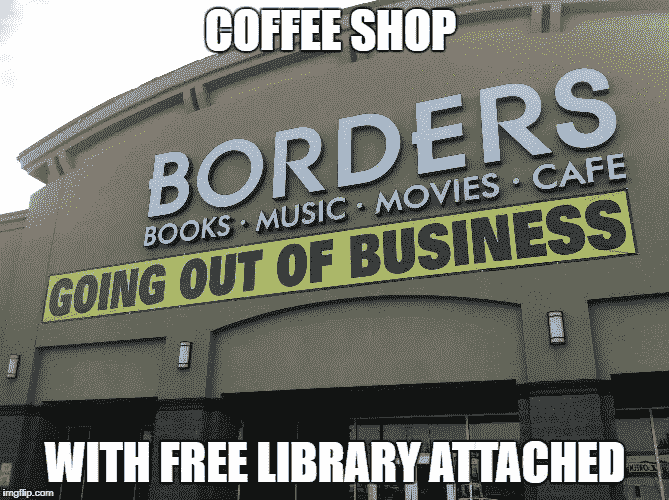 COFFEE SHOP
BORDERS
BOOKS · MUSIC · MOVIES · CAFE
GOING OUT OF BUSINESS
WITH FREE LIBRARY ATTACHED
imgflip.com